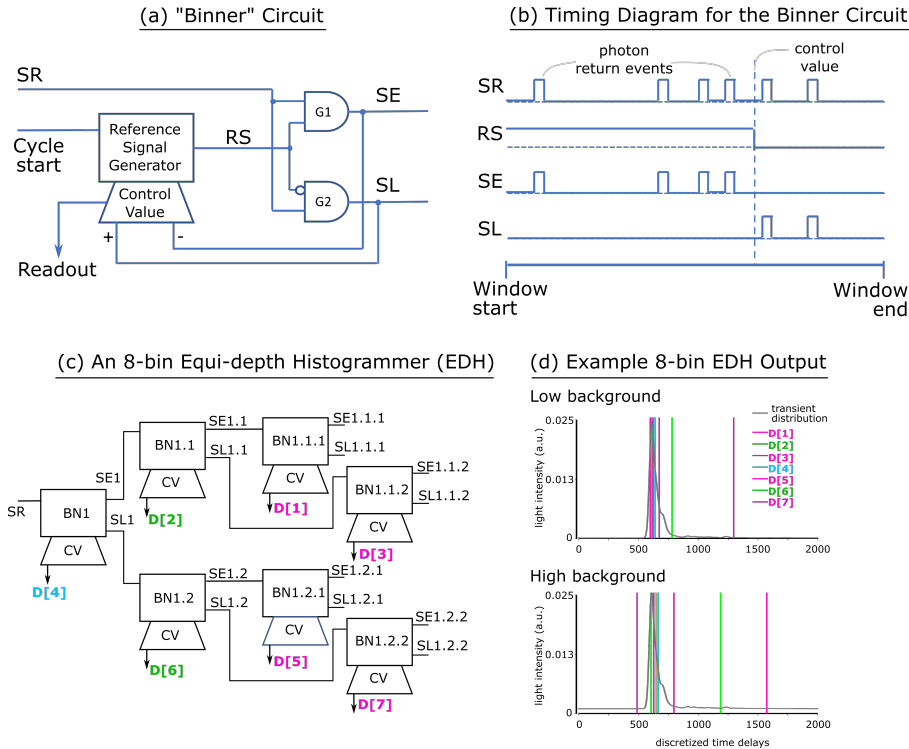 (a) "Binner" Circuit
SR
Cycle
start
Reference
Signal
Generator
Control
Value
RS
G1
G2
SE
SL
+
-
Readout
(b) Timing Diagram for the Binner Circuit
photon
return events
control
value
SR
RS
SE
SL
Window
start
Window
end
(c) An 8-bin Equi-depth Histogrammer (EDH)
SR
BN1
CV
D[4]
SE1
SL1
BN1.1
CV
D[2]
SE1.1
SL1.1
BN1.1.1
CV
D[1]
SE1.1.1
SL1.1.1
BN1.1.2
CV
D[3]
SE1.1.2
SL1.1.2
BN1.2
CV
D[6]
SE1.2
SL1.2
BN1.2.1
CV
D[5]
SE1.2.1
SL1.2.1
BN1.2.2
CV
D[7]
SE1.2.2
SL1.2.2
(d) Example 8-bin EDH Output
Low background
light intensity (a.u.)
0.025
0.013
0
0
500
1000
1500
2000
transient
distribution
D[1]
D[2]
D[3]
D[4]
D[5]
D[6]
D[7]
High background
light intensity (a.u.)
0.025
0.013
0
0
500
1000
1500
2000
discretized time delays